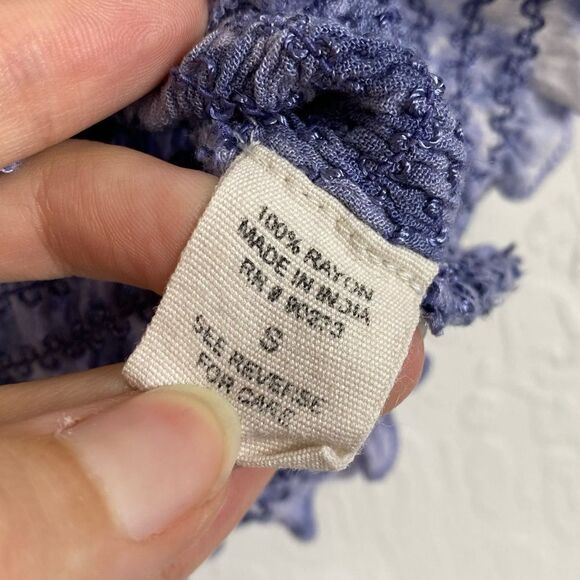 100% RAYON
MADE IN INDIA
RN #
S
SEE REVERSE
FOR CARE